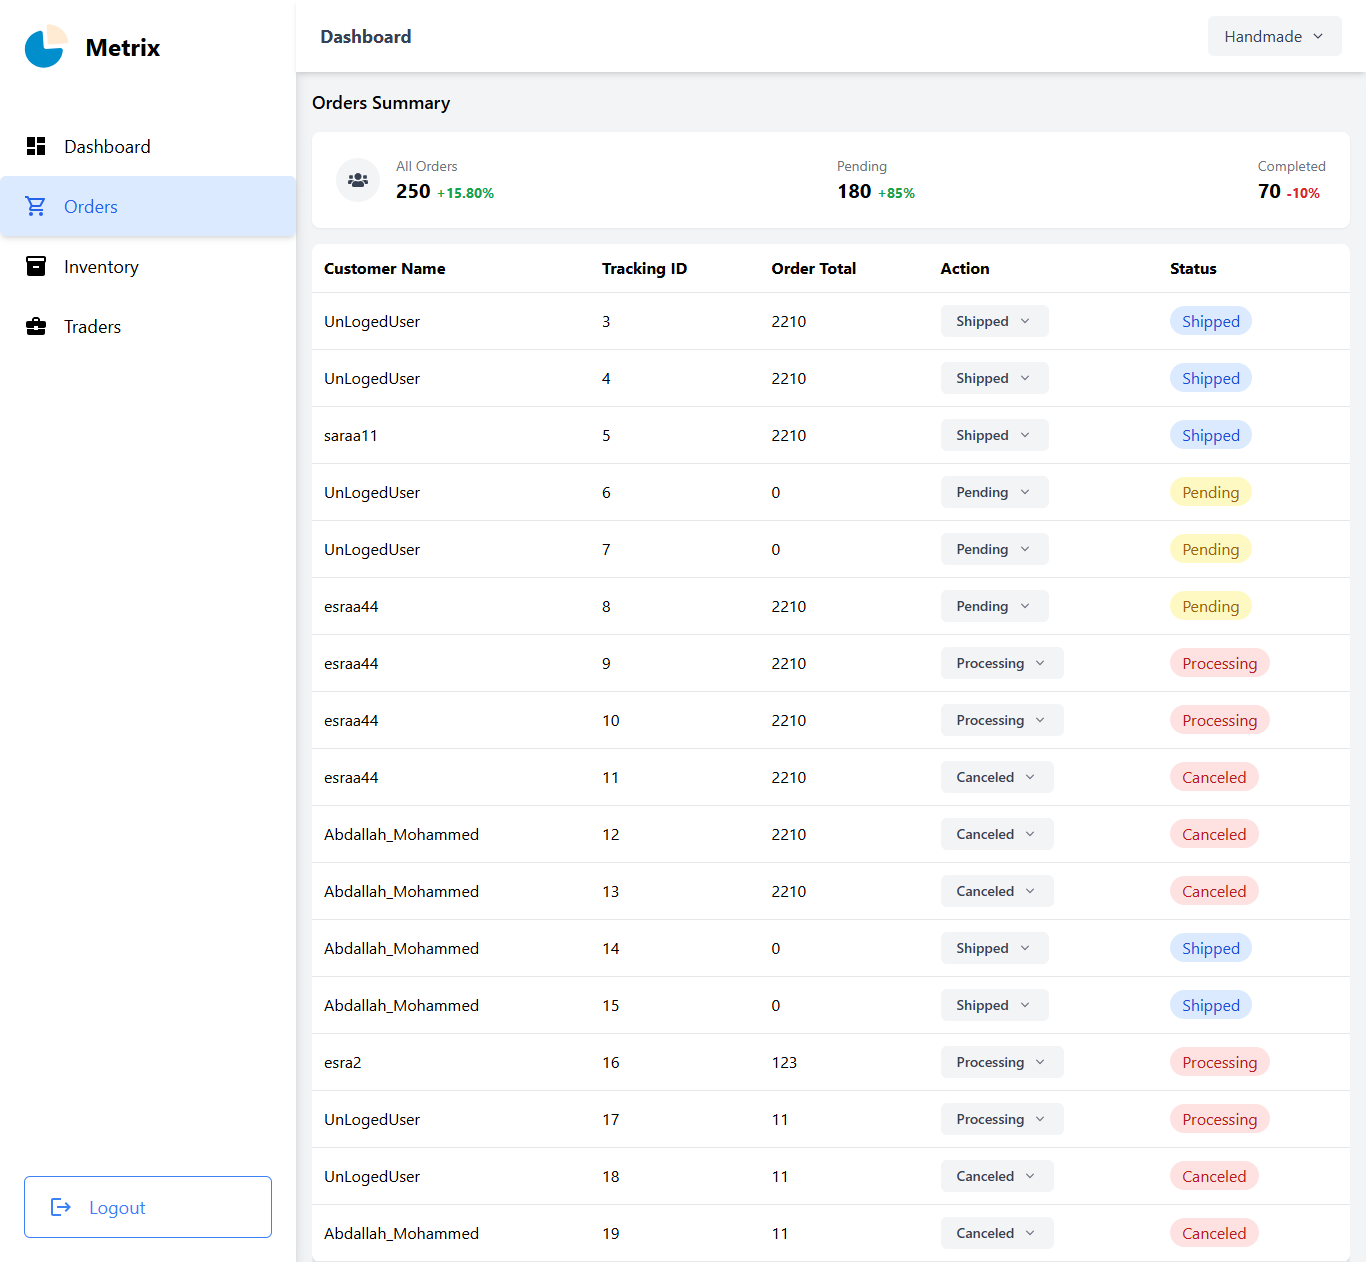 Metrix
Dashboard
Orders
Inventory
Traders
Logout
Dashboard
Handmade
Orders Summary
All Orders
250 +15.80%
Pending
180 +85%
Completed
70 -10%
Customer Name Tracking ID Order Total Action Status
UnLogedUser 3 2210 Shipped Shipped
UnLogedUser 4 2210 Shipped Shipped
saraa11 5 2210 Shipped Shipped
UnLogedUser 6 0 Pending Pending
UnLogedUser 7 0 Pending Pending
esraa44 8 2210 Pending Pending
esraa44 9 2210 Processing Processing
esraa44 10 2210 Processing Processing
esraa44 11 2210 Canceled Canceled
Abdallah_Mohammed 12 2210 Canceled Canceled
Abdallah_Mohammed 13 2210 Canceled Canceled
Abdallah_Mohammed 14 0 Shipped Shipped
Abdallah_Mohammed 15 0 Shipped Shipped
esra2 16 123 Processing Processing
UnLogedUser 17 11 Processing Processing
UnLogedUser 18 11 Canceled Canceled
Abdallah_Mohammed 19 11 Canceled Canceled